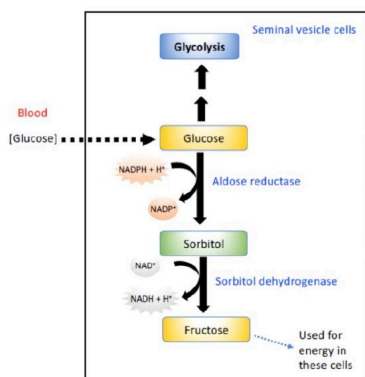 Seminal vesicle cells
Glycolysis
Blood
[Glucose]
Glucose
NADPH + H⁺
Aldose reductase
NADP⁺
Sorbitol
NAD⁺
Sorbitol dehydrogenase
NADH + H⁺
Fructose
Used for
energy in
these cells